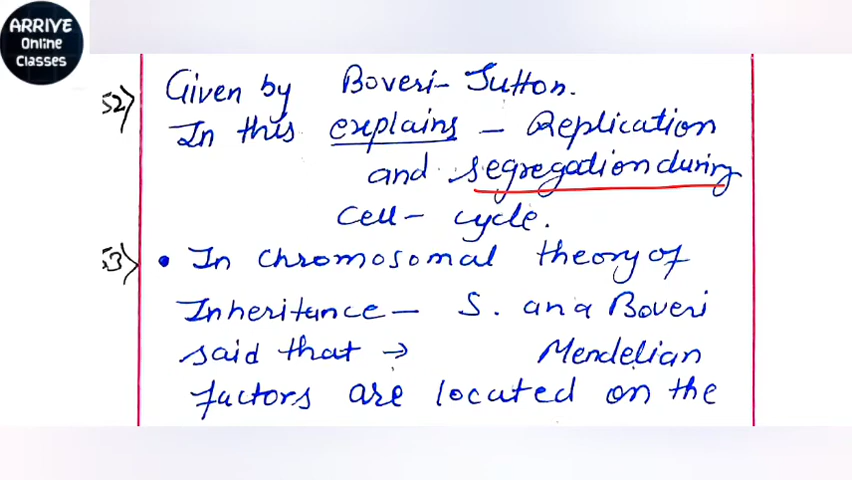 ARRIVE
Online
Classes
52) Given by Boveri- Sutton.
In this explains - Replication
and segregation during
cell- cycle.
53) • In chromosomal theory of
Inheritance - S. and Boveri
said that → Mendelian
factors are located on the